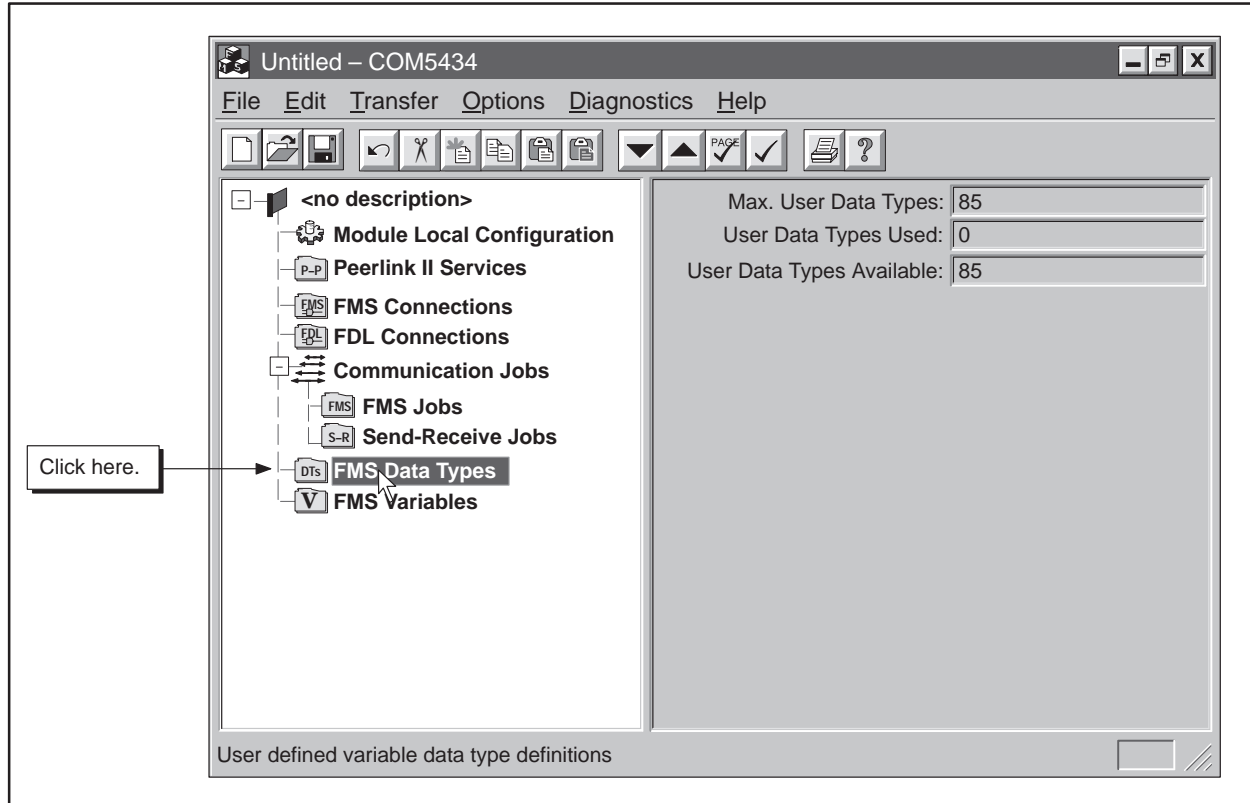 Untitled – COM5434
File Edit Transfer Options Diagnostics Help
PAGE
<no description>
Module Local Configuration
P–P Peerlink II Services
FMS FMS Connections
FDL FDL Connections
Communication Jobs
FMS FMS Jobs
S–R Send-Receive Jobs
DTs FMS Data Types
V FMS Variables
Click here.
Max. User Data Types: 85
User Data Types Used: 0
User Data Types Available: 85
User defined variable data type definitions